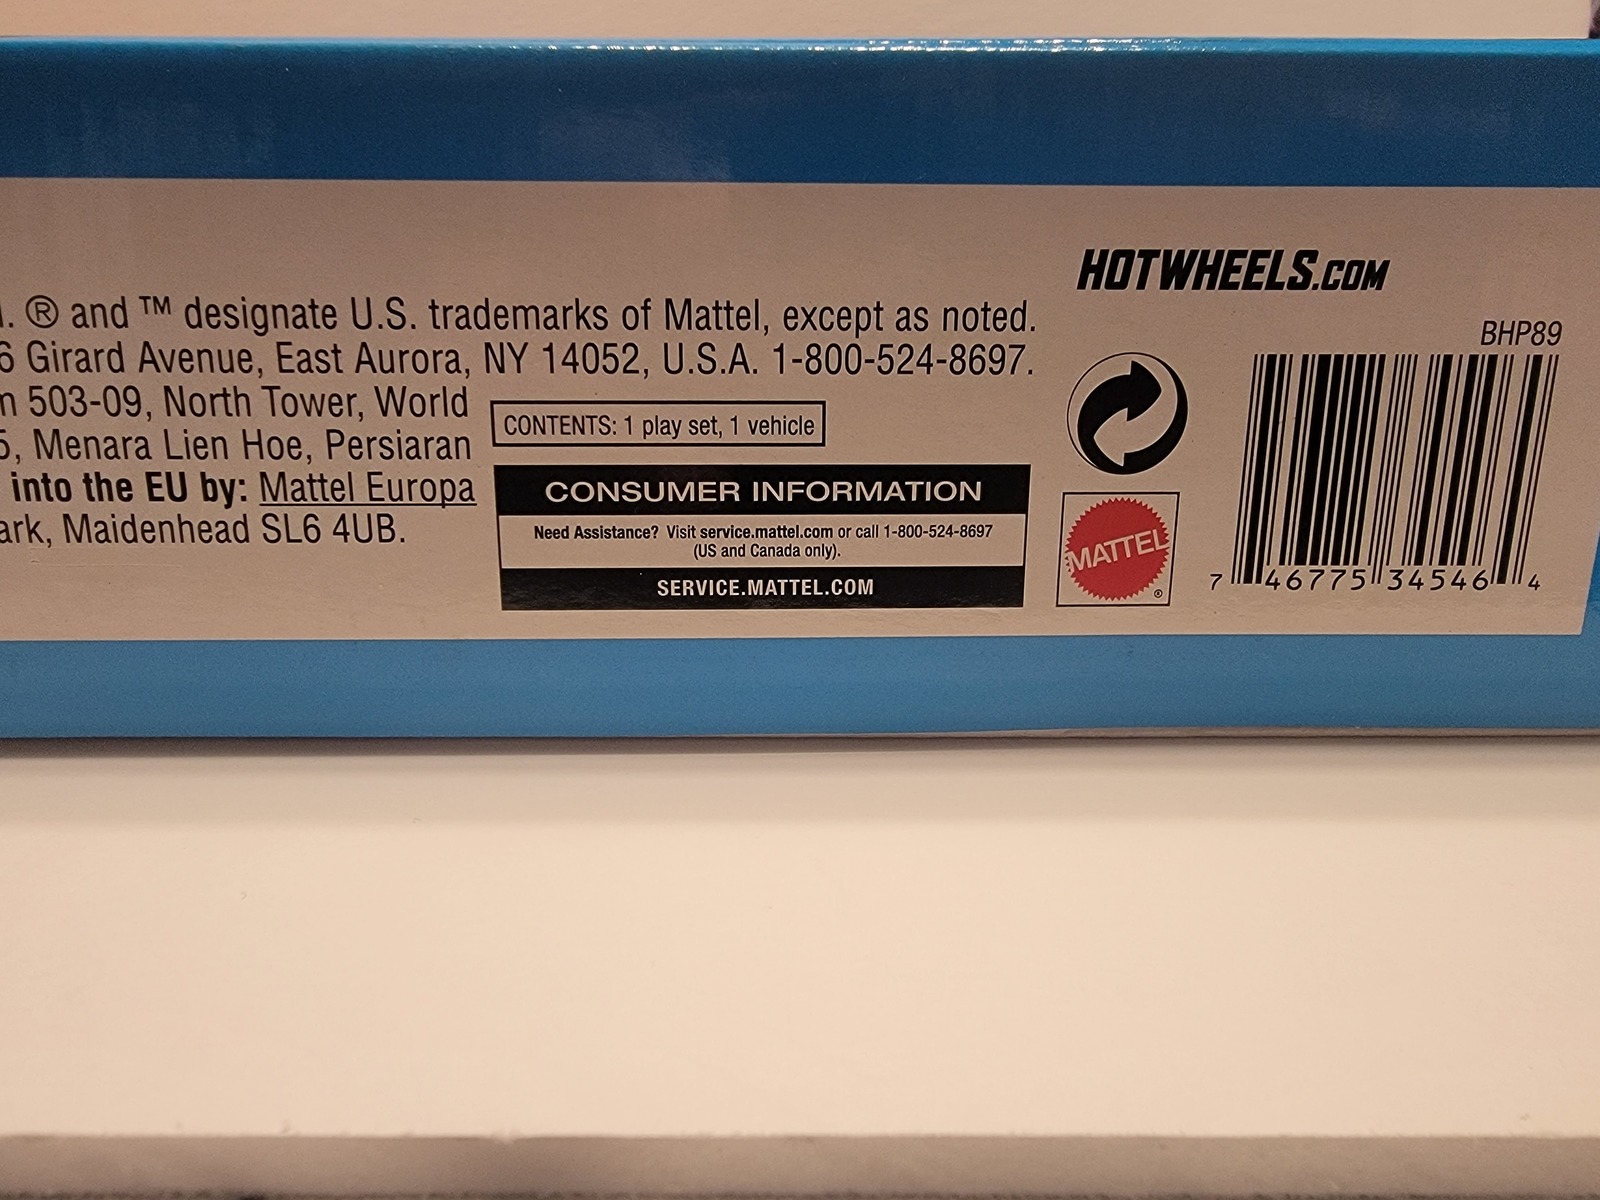 HOTWHEELS.COM
. ® and ™ designate U.S. trademarks of Mattel, except as noted.
6 Girard Avenue, East Aurora, NY 14052, U.S.A. 1-800-524-8697.
503-09, North Tower, World
5, Menara Lien Hoe, Persiaran
into the EU by: Mattel Europa
ark, Maidenhead SL6 4UB.
CONTENTS: 1 play set, 1 vehicle
CONSUMER INFORMATION
Need Assistance? Visit service.mattel.com or call 1-800-524-8697
(US and Canada only).
SERVICE.MATTEL.COM
MATTEL
®
BHP89
7 46775 34546 4